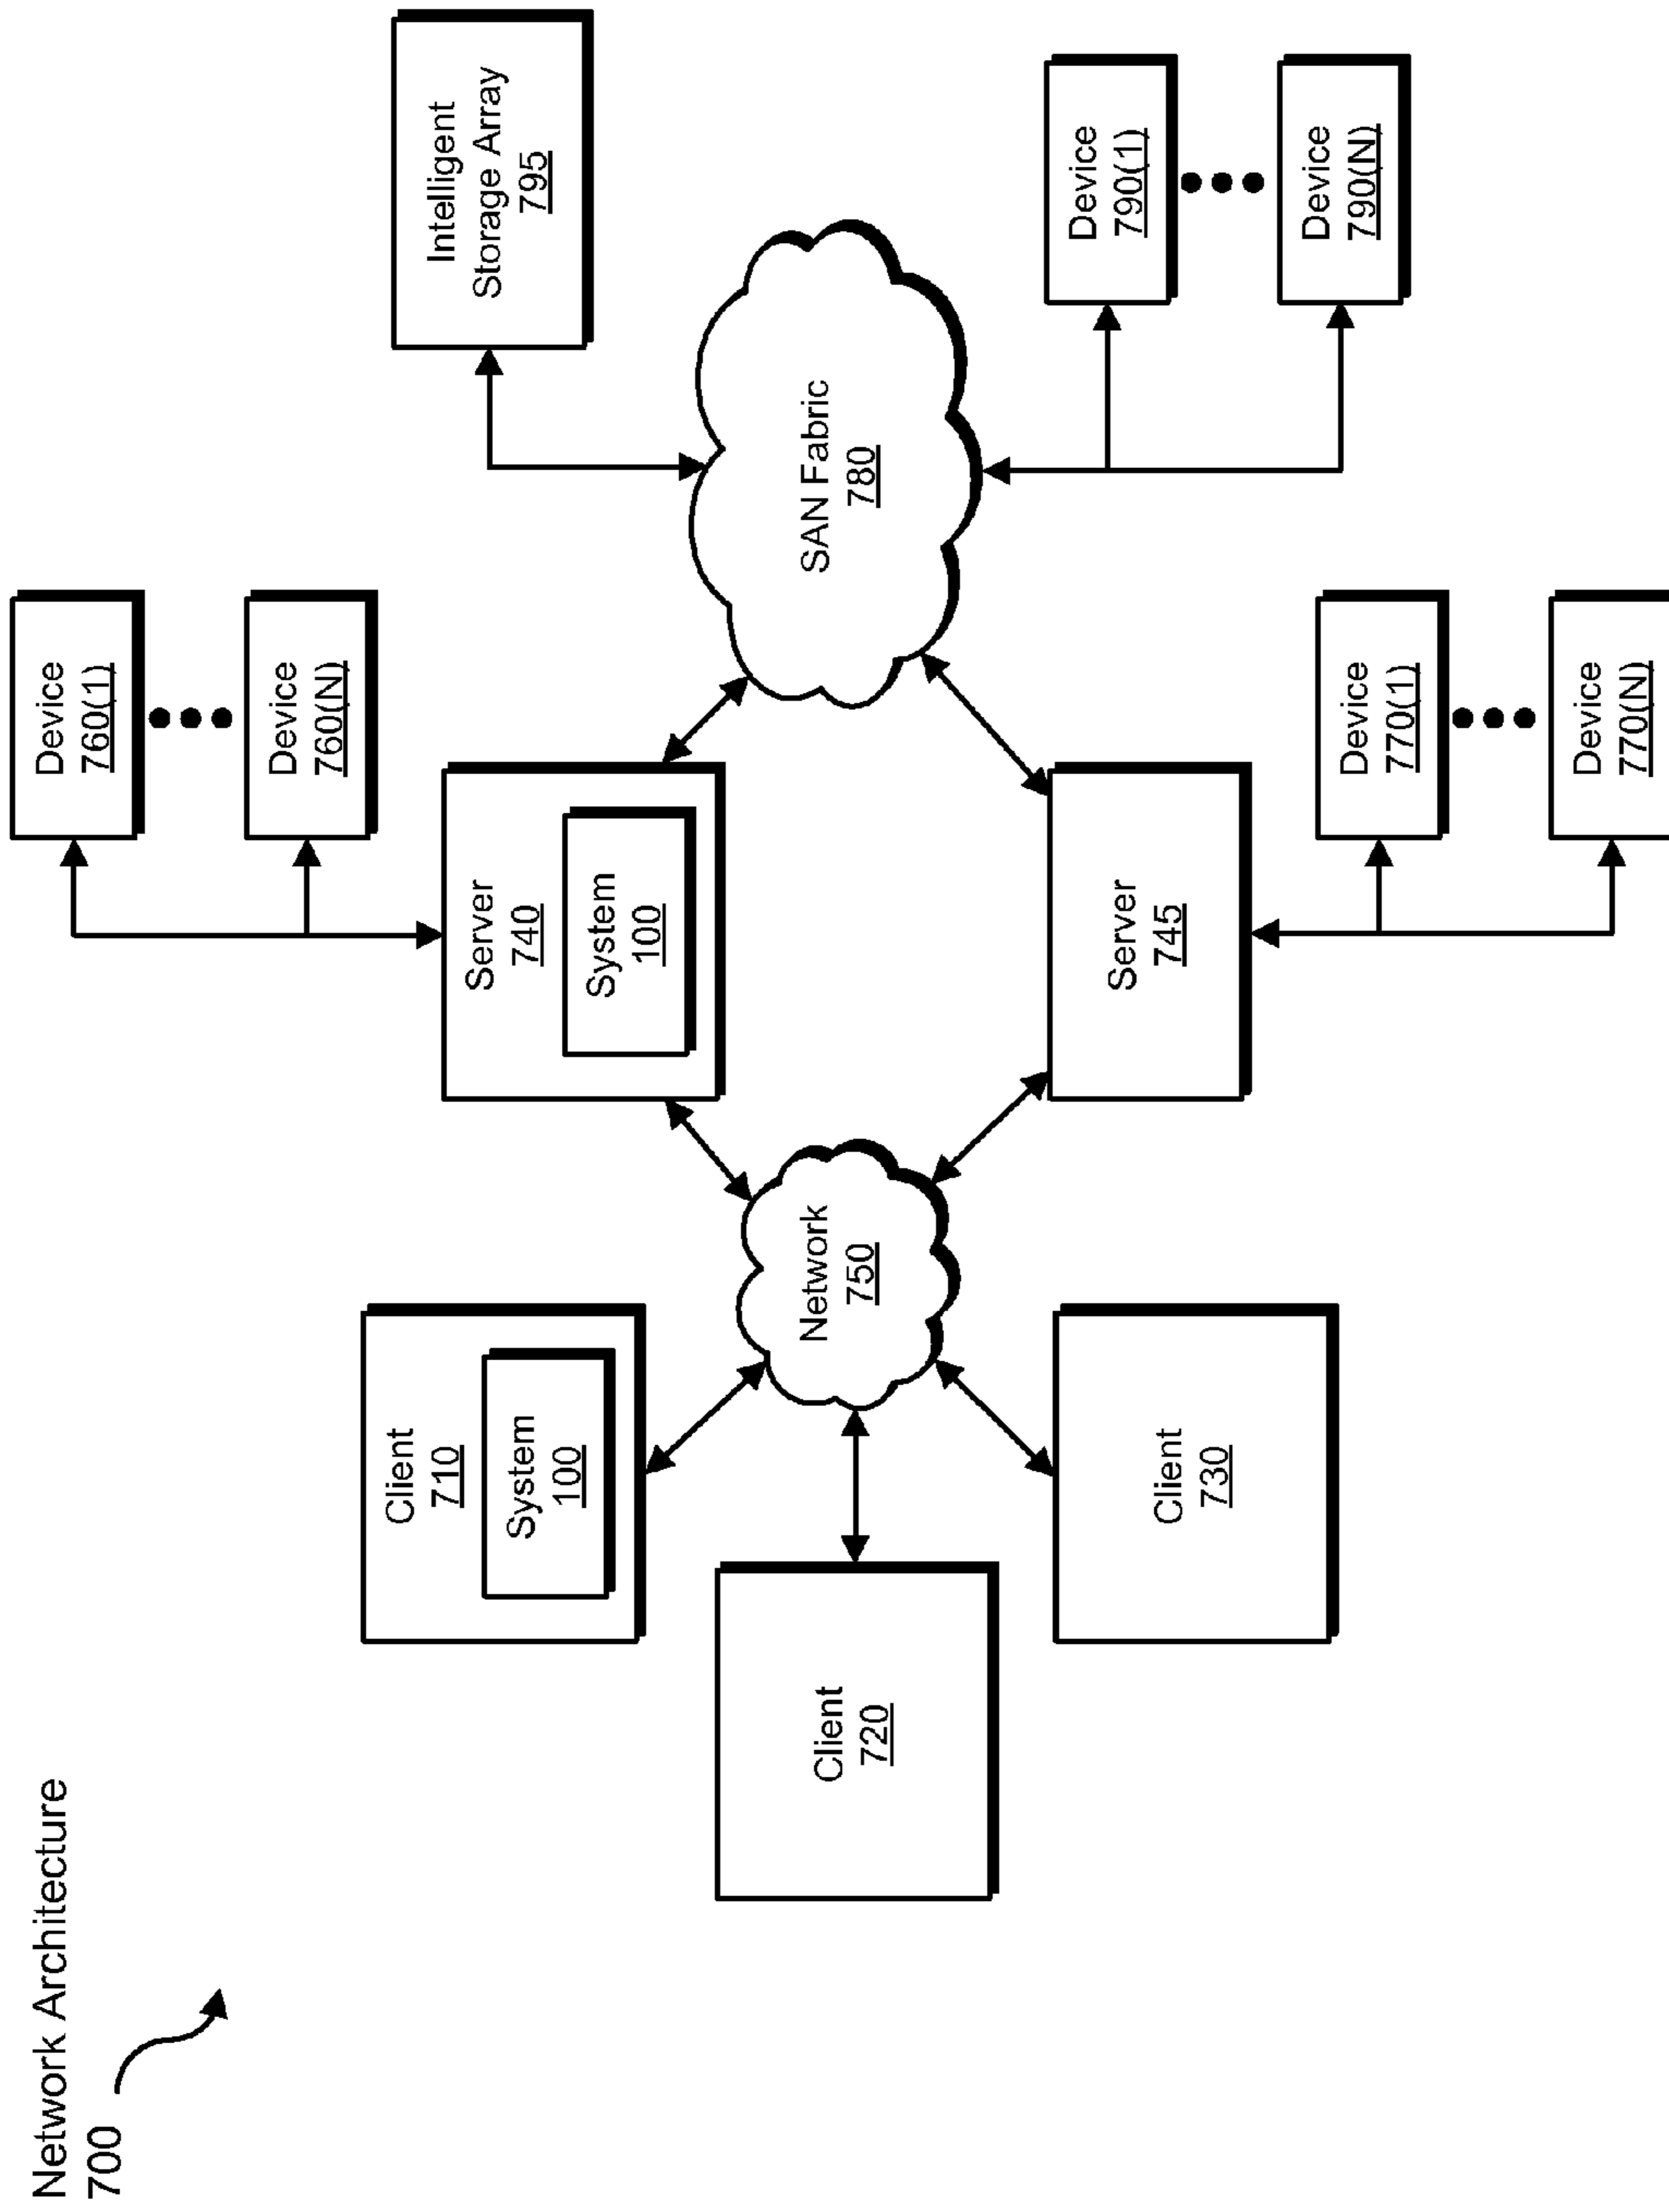 Network Architecture
700
Client
710
System
100
Client
720
Client
730
Network
750
Server
740
System
100
Server
745
Device
760(1)
Device
760(N)
Device
770(1)
Device
770(N)
SAN Fabric
780
Intelligent
Storage Array
795
Device
790(1)
Device
790(N)